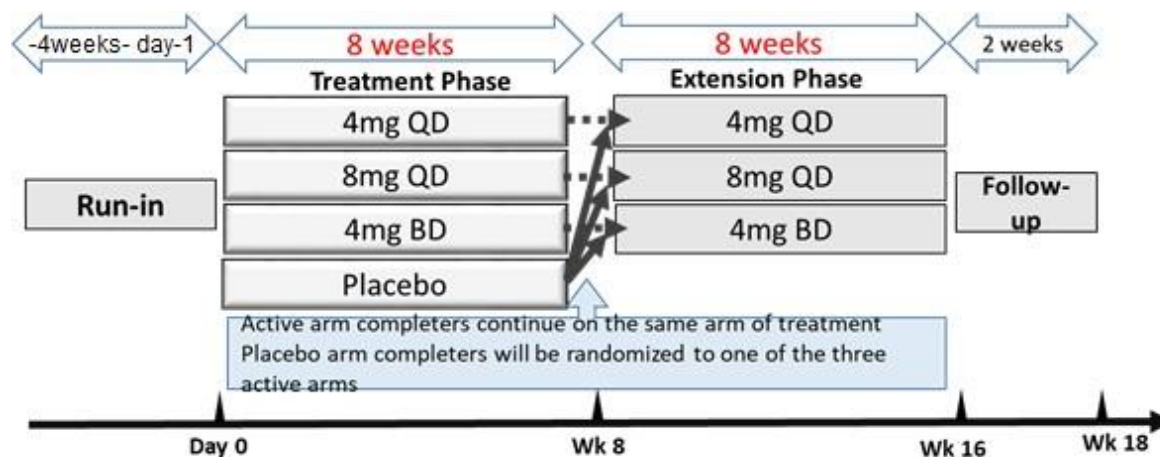 -4weeks- day-1
8 weeks
8 weeks
2 weeks
Treatment Phase
Extension Phase
4mg QD
4mg QD
8mg QD
8mg QD
Run-in
Follow-
up
4mg BD
4mg BD
Placebo
Active arm completers continue on the same arm of treatment
Placebo arm completers will be randomized to one of the three
active arms
Day 0
Wk 8
Wk 16
Wk 18